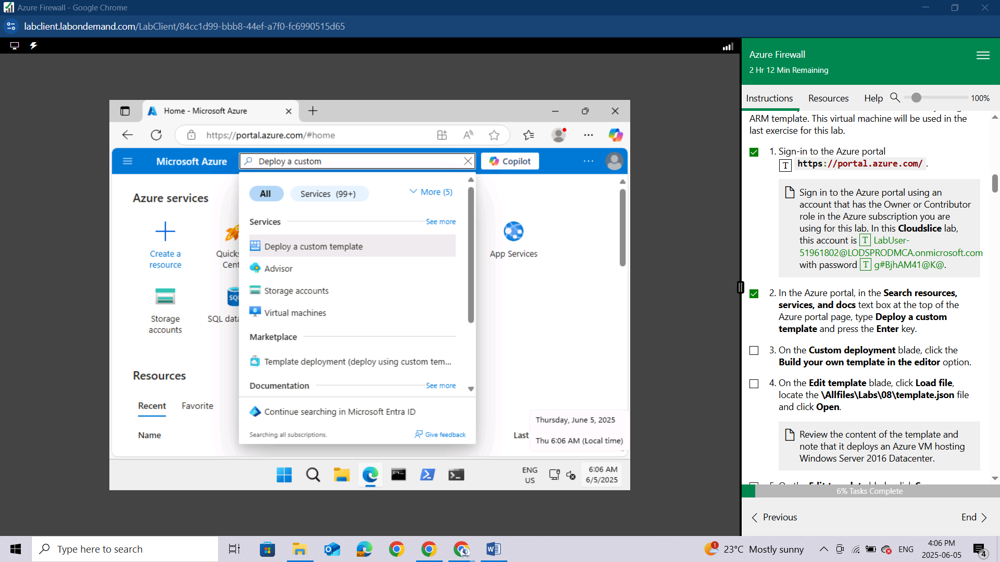 Azure Firewall - Google Chrome
labclient.labondemand.com/LabClient/84cc1d99-bbb8-44ef-a7f0-fc6990515d65
Home - Microsoft Azure
https://portal.azure.com/#home
Microsoft Azure
Deploy a custom
Copilot
All
Services (99+)
More (5)
Services
See more
Deploy a custom template
Advisor
Storage accounts
Virtual machines
Marketplace
Template deployment (deploy using custom tem...
Documentation
See more
Continue searching in Microsoft Entra ID
Searching all subscriptions.
Give feedback
Azure services
Create a
resource
Quicks
Cent
App Services
Storage
accounts
SQL data
Resources
Recent
Favorite
Name
Last
Thursday, June 5, 2025
Thu 6:06 AM (Local time)
ENG
US
6:06 AM
6/5/2025
Azure Firewall
2 Hr 12 Min Remaining
Instructions
Resources
Help
100%
ARM template. This virtual machine will be used in the
last exercise for this lab.
1. Sign-in to the Azure portal
T https://portal.azure.com/ .
Sign in to the Azure portal using an
account that has the Owner or Contributor
role in the Azure subscription you are
using for this lab. In this Cloudslice lab,
this account is T LabUser-
51961802@LODSPRODMCA.onmicrosoft.com
with password T g#BjhAM41@K@.
2. In the Azure portal, in the Search resources,
services, and docs text box at the top of the
Azure portal page, type Deploy a custom
template and press the Enter key.
3. On the Custom deployment blade, click the
Build your own template in the editor option.
4. On the Edit template blade, click Load file,
locate the \Allfiles\Labs\08\template.json file
and click Open.
Review the content of the template and
note that it deploys an Azure VM hosting
Windows Server 2016 Datacenter.
6% Tasks Complete
Previous
End
Type here to search
1
23°C Mostly sunny
ENG
4:06 PM
2025-06-05
4